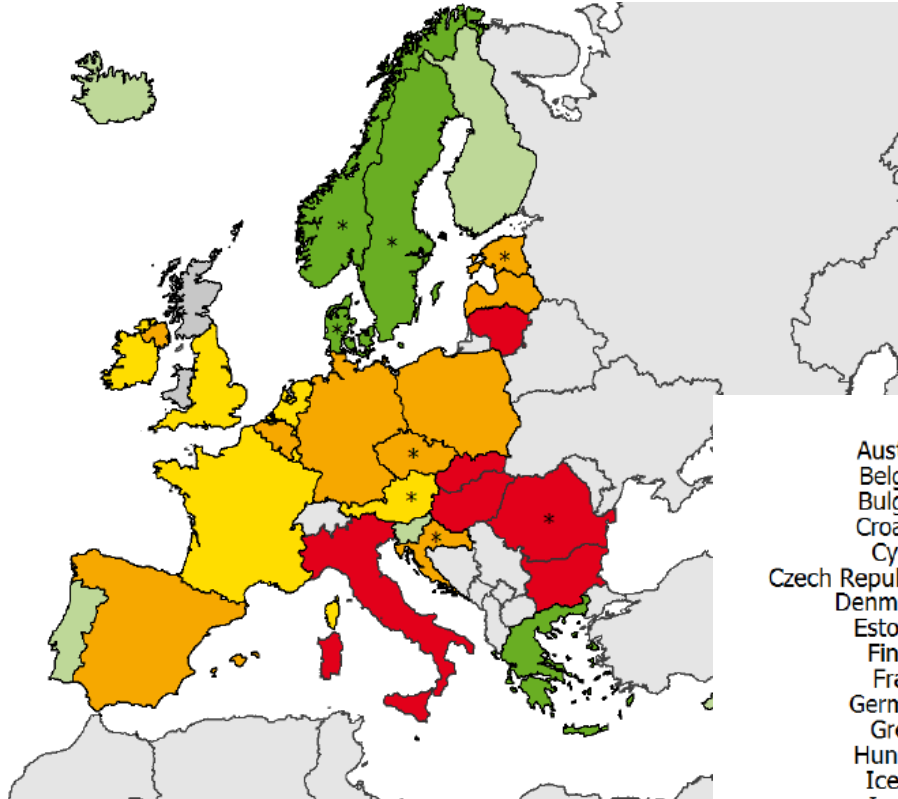 Aust
Belg
Bulg
Croa
Cy
Czech Repu
Denm
Esto
Fin
Fra
Germ
Gre
Hun
Ice